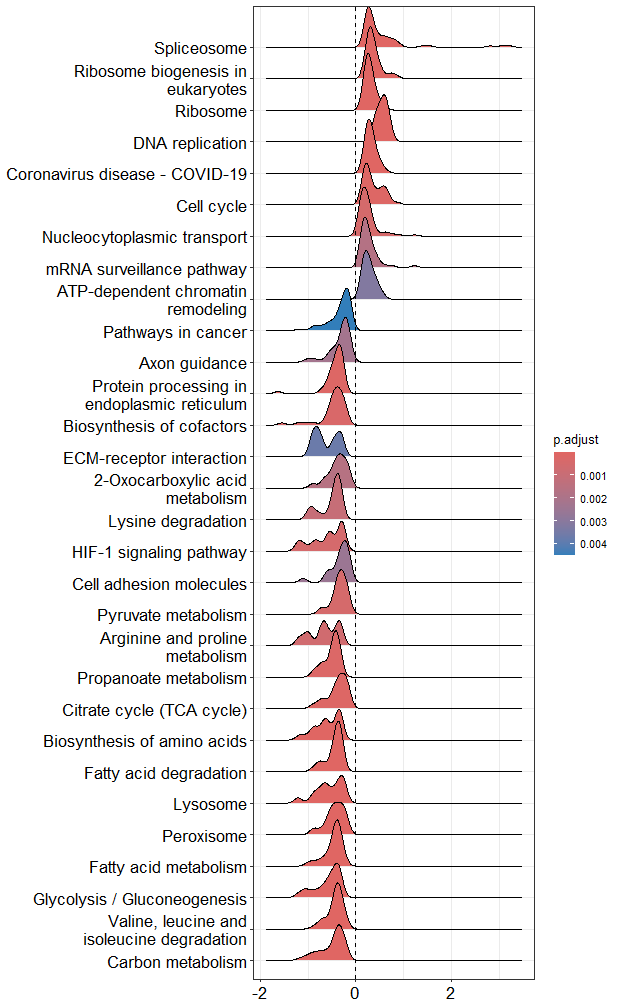 Spliceosome
Ribosome biogenesis in
eukaryotes
Ribosome
DNA replication
Coronavirus disease - COVID-19
Cell cycle
Nucleocytoplasmic transport
mRNA surveillance pathway
ATP-dependent chromatin
remodeling
Pathways in cancer
Axon guidance
Protein processing in
endoplasmic reticulum
Biosynthesis of cofactors
ECM-receptor interaction
2-Oxocarboxylic acid
metabolism
Lysine degradation
HIF-1 signaling pathway
Cell adhesion molecules
Pyruvate metabolism
Arginine and proline
metabolism
Propanoate metabolism
Citrate cycle (TCA cycle)
Biosynthesis of amino acids
Fatty acid degradation
Lysosome
Peroxisome
Fatty acid metabolism
Glycolysis / Gluconeogenesis
Valine, leucine and
isoleucine degradation
Carbon metabolism
-2 0 2
p.adjust
0.001
0.002
0.003
0.004